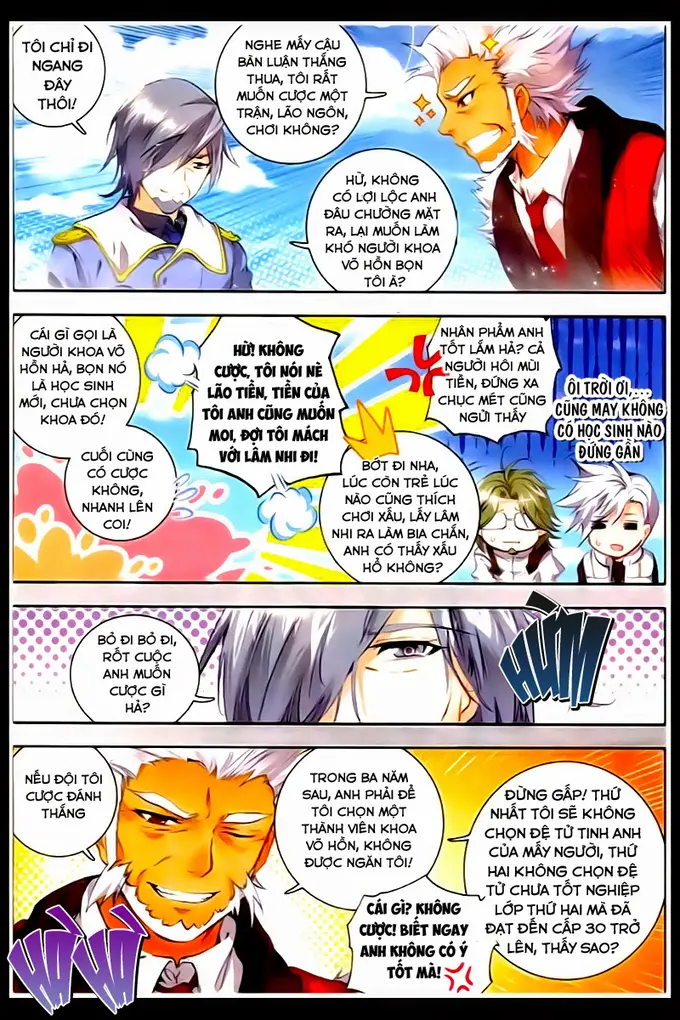 TÔI CHỈ ĐI
NGANG
ĐÂY
THÔI!
NGHE MẤY CẬU
BÀN LUẬN THẮNG
THUA, TÔI RẤT
MUỐN CƯỢC MỘT
TRẬN, LÃO NGÔN,
CHƠI KHÔNG?
HỪ, KHÔNG
CÓ LỢI LỘC ANH
ĐÂU CHƯỜNG MẶT
RA, LẠI MUỐN LÀM
KHÓ NGƯỜI KHOA
VÕ HỒN BỌN
TÔI À?
CÁI GÌ GỌI LÀ
NGƯỜI KHOA VÕ
HỒN HẢ, BỌN NÓ
LÀ HỌC SINH
MỚI, CHƯA CHỌN
KHOA ĐÓ!
CUỐI CÙNG
CÓ CƯỢC
KHÔNG,
NHANH LÊN
COI!
HỪ! KHÔNG
CƯỢC, TÔI NÓI NÈ
LÃO TIỀN, TIỀN CỦA
TÔI ANH CŨNG MUỐN
MOI, ĐỢI TÔI MÁCH
VỚI LÂM NHI ĐI!
NHÂN PHẨM ANH
TỐT LẮM HẢ? CẢ
NGƯỜI HÔI MÙI
TIỀN, ĐỨNG XA
CHỤC MÉT CŨNG
NGỬI THẤY
BỚT ĐI NHA,
LÚC CÒN TRẺ LÚC
NÀO CŨNG THÍCH
CHƠI XẤU, LẤY LÂM
NHI RA LÀM BIA CHẮN,
ANH CÓ THẤY XẤU
HỔ KHÔNG?
ÔI TRỜI ƠI....
CŨNG MAY KHÔNG
CÓ HỌC SINH NÀO
ĐỨNG GẦN
BỎ ĐI BỎ ĐI,
RỐT CUỘC
ANH MUỐN
CƯỢC GÌ
HẢ?
HỪM
NẾU ĐỘI TÔI
CƯỢC ĐÁNH
THẮNG
TRONG BA NĂM
SAU, ANH PHẢI ĐỂ
TÔI CHỌN MỘT
THÀNH VIÊN KHOA
VÕ HỒN, KHÔNG
ĐƯỢC NGĂN TÔI!
CÁI GÌ? KHÔNG
CƯỢC! BIẾT NGAY
ANH KHÔNG CÓ Ý
TỐT MÀ!
ĐỪNG GẤP! THỨ
NHẤT TÔI SẼ KHÔNG
CHỌN ĐỆ TỬ TINH ANH
CỦA MẤY NGƯỜI, THỨ
HAI KHÔNG CHỌN ĐỆ
TỬ CHƯA TỐT NGHIỆP
LỚP THỨ HAI MÀ ĐÃ
ĐẠT ĐẾN CẤP 30 TRỞ
LÊN, THẤY SAO?
HÀ HÀ